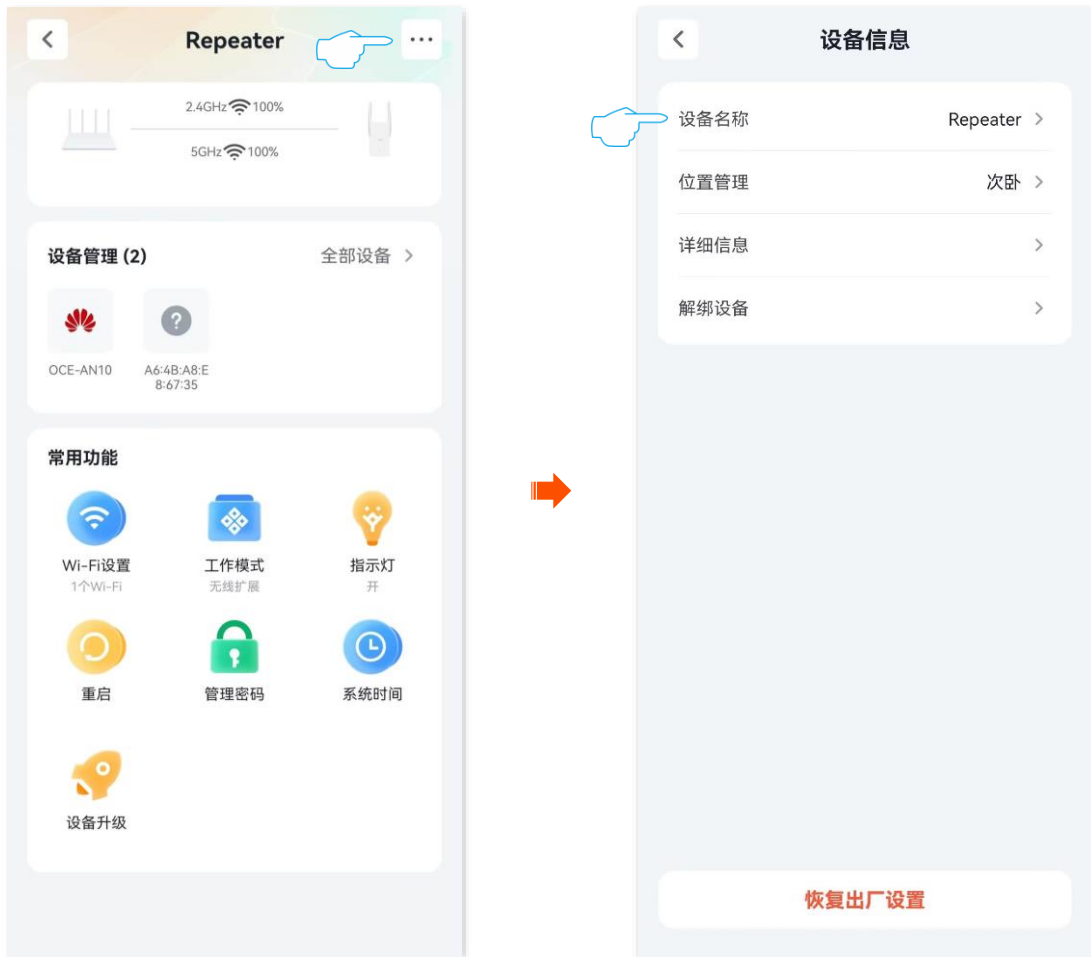 Repeater
2.4GHz 100%
5GHz 100%
设备管理 (2)
全部设备
OCE-AN10
A6:4B:A8:E
8:67:35
常用功能
Wi-Fi设置
工作模式
指示灯
1个Wi-Fi
无线扩展
开
重启
管理密码
系统时间
设备升级
设备信息
设备名称
Repeater
位置管理
次卧
详细信息
解绑设备
恢复出厂设置